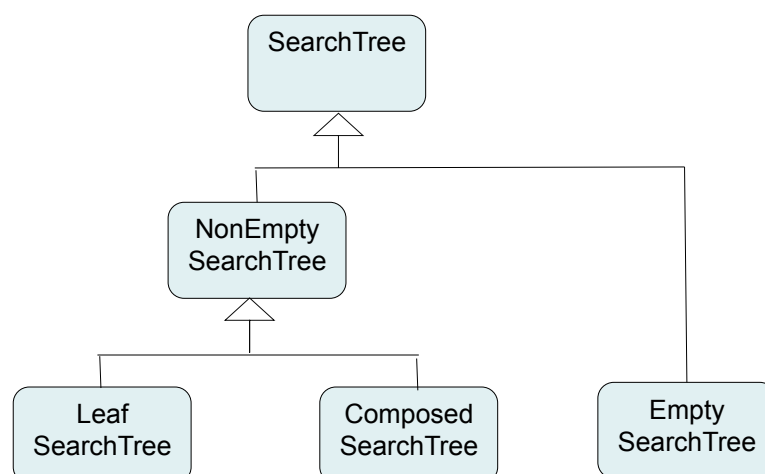 SearchTree
NonEmpty
SearchTree
Leaf
SearchTree
Composed
SearchTree
Empty
SearchTree